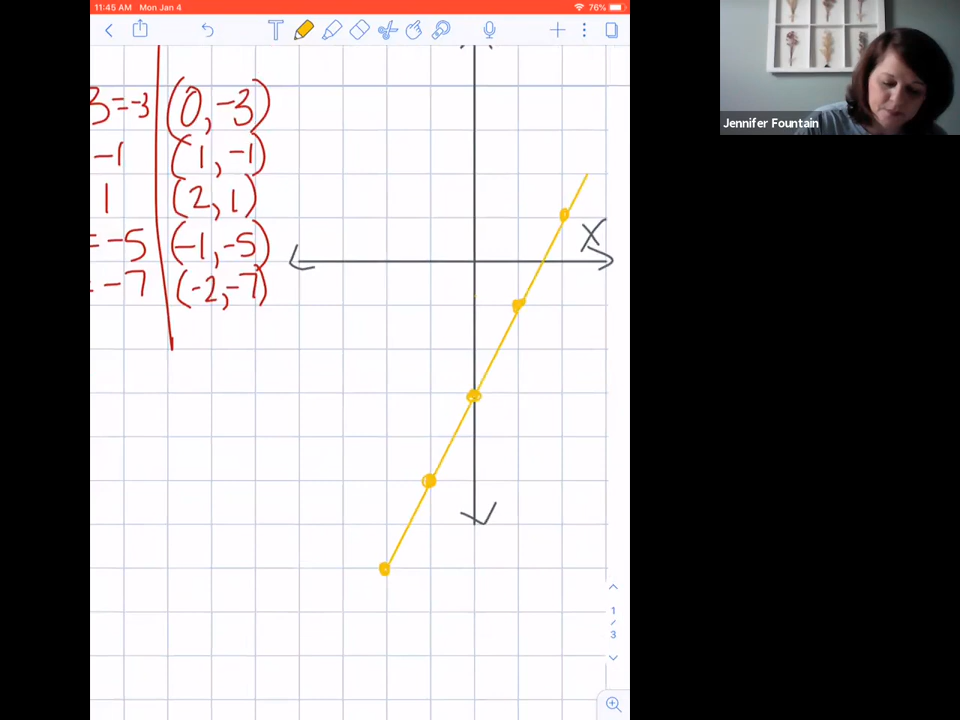 11:45 AM Mon Jan 4
76%
T
3=-3 (0,-3)
-1 (1,-1)
1 (2,1)
= -5 (-1,-5)
-7 (-2,-7)
X
1
/
3
Jennifer Fountain